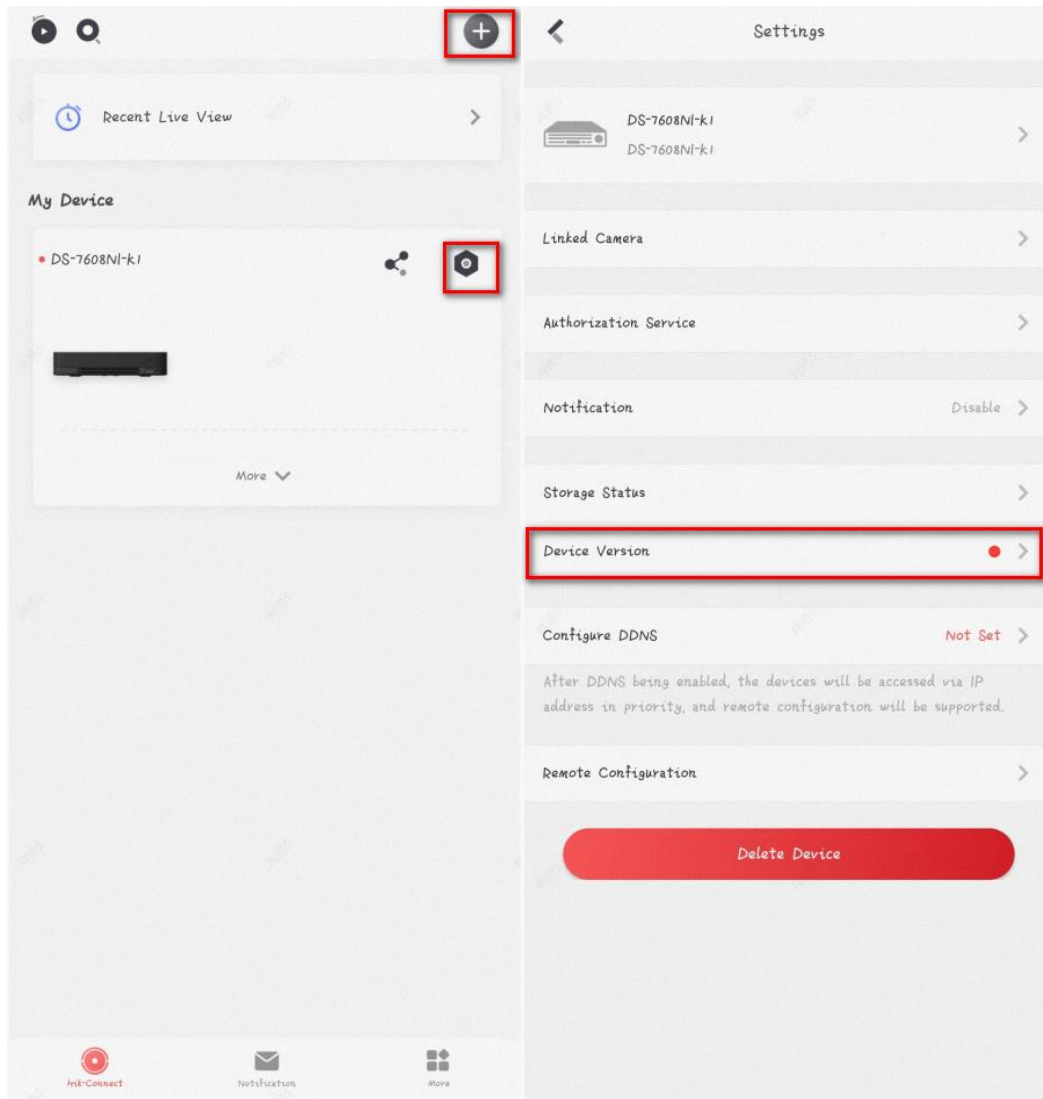 Recent Live View
My Device
DS-7608NI-K1
More
Hik-Connect
Notification
More
Settings
DS-7608NI-K1
DS-7608NI-K1
Linked Camera
Authorization Service
Notification
Disable
Storage Status
Device Version
Configure DDNS
Not Set
After DDNS being enabled, the devices will be accessed via IP
address in priority, and remote configuration will be supported.
Remote Configuration
Delete Device